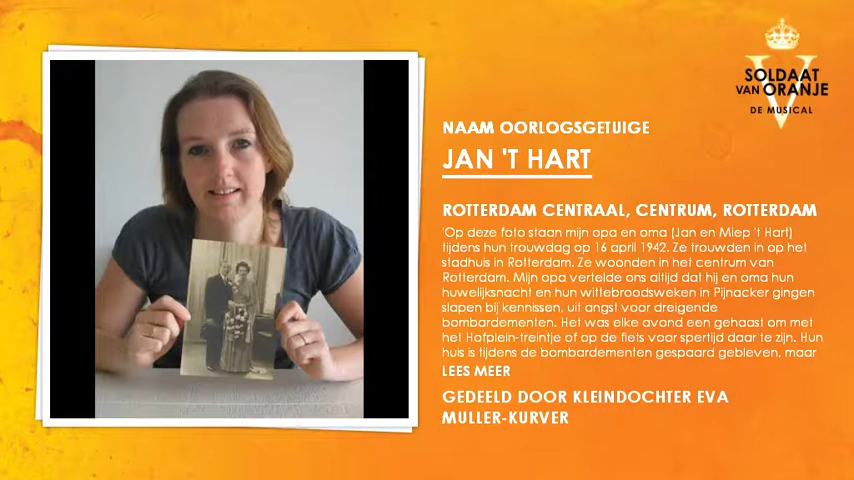 SOLDAAT
VAN ORANJE
DE MUSICAL
NAAM OORLOGSGETUIGE
JAN 'T HART
ROTTERDAM CENTRAAL, CENTRUM, ROTTERDAM
'Op deze foto staan mijn opa en oma (Jan en Miep 't Hart)
tijdens hun trouwdag op 16 april 1942. Ze trouwden in op het
stadhuis in Rotterdam. Ze woonden in het centrum van
Rotterdam. Mijn opa vertelde ons altijd dat hij en oma hun
huwelijksnacht en hun wittebroodsweken in Pijnacker gingen
slapen bij kennissen, uit angst voor dreigende
bombardementen. Het was elke avond een gehaast om met
het Hofplein-treintje of op de fiets voor spertijd daar te zijn. Hun
huis is tijdens de bombardementen gespaard gebleven, maar
LEES MEER
GEDEELD DOOR KLEINDOCHTER EVA
MULLER-KURVER